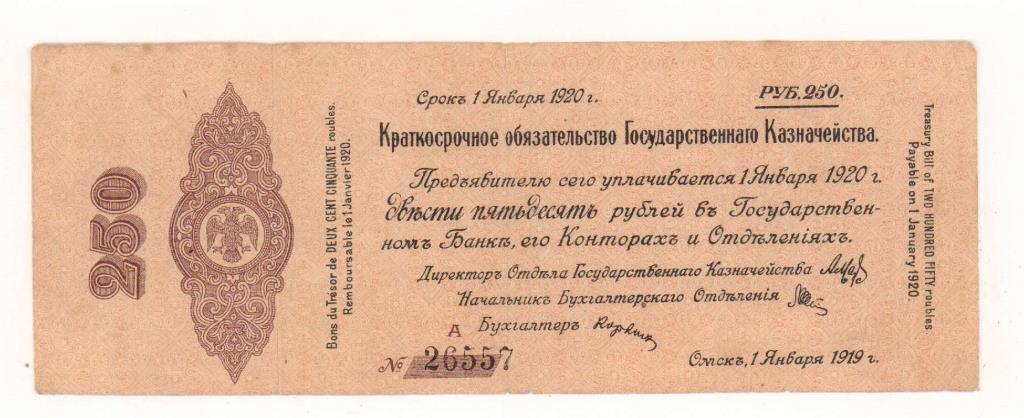 250
Bons du Trésor de DEUX CENT CINQUANTE roubles.
Remboursable le 1 Janvier 1920.
Срокъ 1 Января 1920 г.
РУБ. 250.
Краткосрочное обязательство Государственнаго Казначейства.
Предъявителю сего уплачивается 1 Января 1920 г.
двѣсти пятьдесятъ рублей въ Государствен-
номъ Банкѣ, его Конторахъ и Отдѣленіяхъ.
Директоръ Отдѣла Государственнаго Казначейства
Начальникъ Бухгалтерскаго Отдѣленія
Бухгалтеръ
А
№ 26557
Омскъ, 1 Января 1919 г.
Treasury Bill of TWO HUNDRED FIFTY roubles
Payable on 1 January 1920.